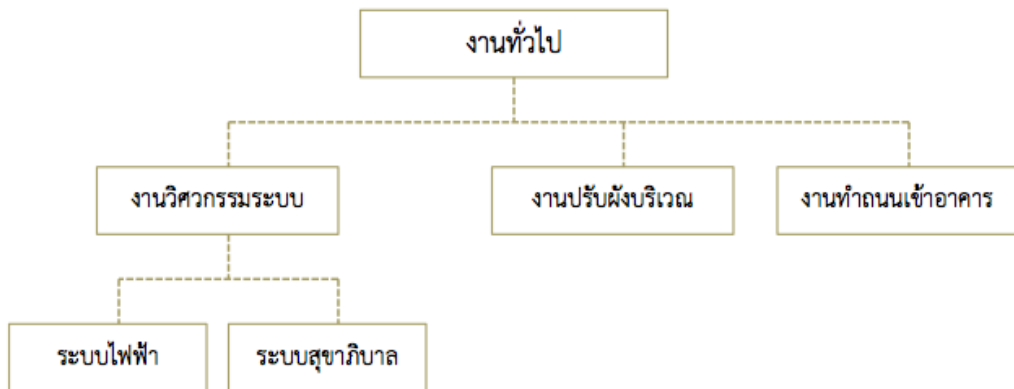 งานทั่วไป
งานวิศวกรรมระบบ
งานปรับผังบริเวณ
งานทำถนนเข้าอาคาร
ระบบไฟฟ้า
ระบบสุขาภิบาล